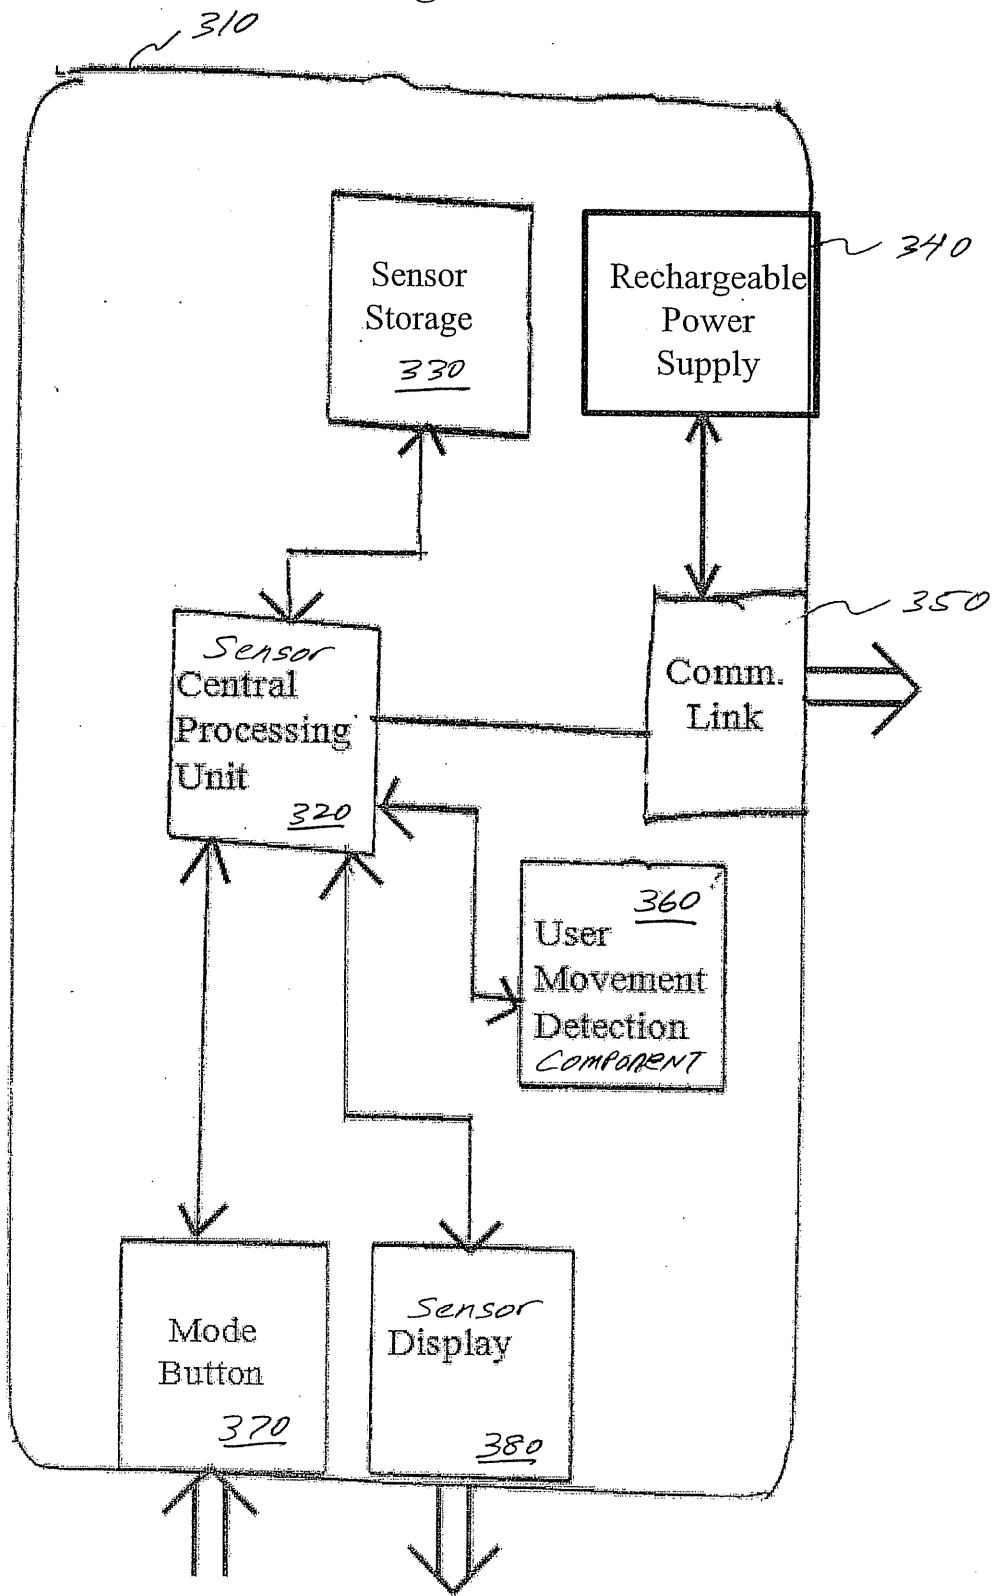 310
Sensor
Storage
330
Rechargeable
Power
Supply
340
Sensor
Central
Processing
Unit
320
Comm.
Link
350
360
User
Movement
Detection
COMPONENT
Mode
Button
370
Sensor
Display
380